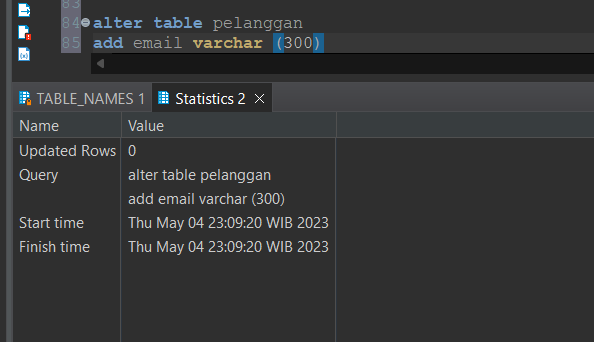 83
84 alter table pelanggan
85 add email varchar (300)
TABLE_NAMES 1 Statistics 2
Name Value
Updated Rows 0
Query alter table pelanggan
add email varchar (300)
Start time Thu May 04 23:09:20 WIB 2023
Finish time Thu May 04 23:09:20 WIB 2023